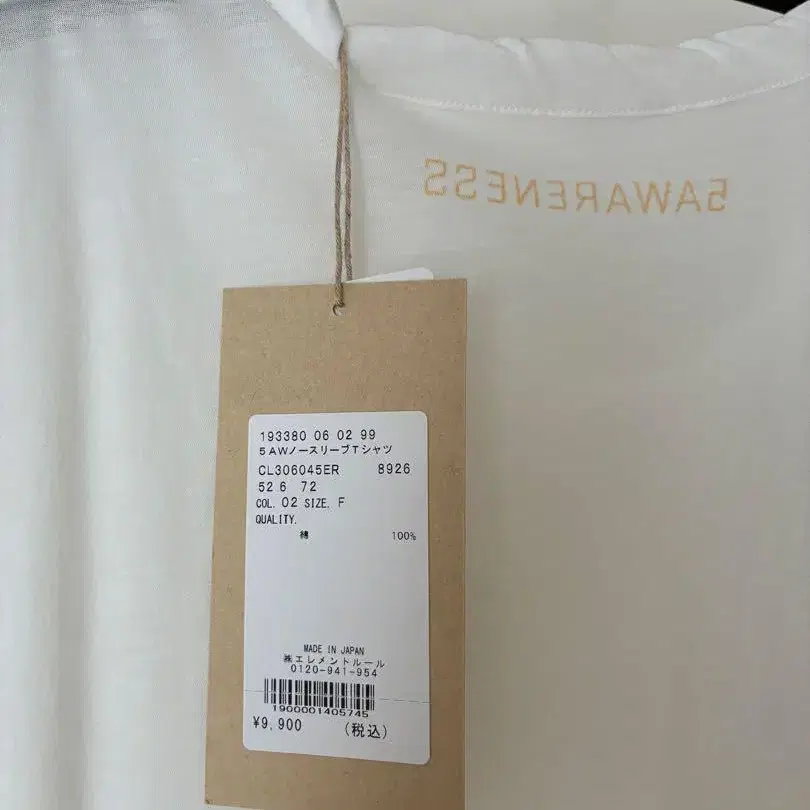 5AWARENESS
193380 06 02 99
5AWノースリーブTシャツ
CL306045ER 8926
52 6 72
COL. 02 SIZE. F
QUALITY.
綿 100%
MADE IN JAPAN
㈱エレメントルール
0120-941-954
1900001405745
¥9,900 (税込)